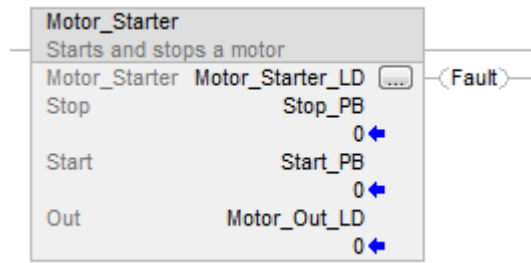 Motor_Starter
Starts and stops a motor
Motor_Starter Motor_Starter_LD ... Fault
Stop Stop_PB
0
Start Start_PB
0
Out Motor_Out_LD
0